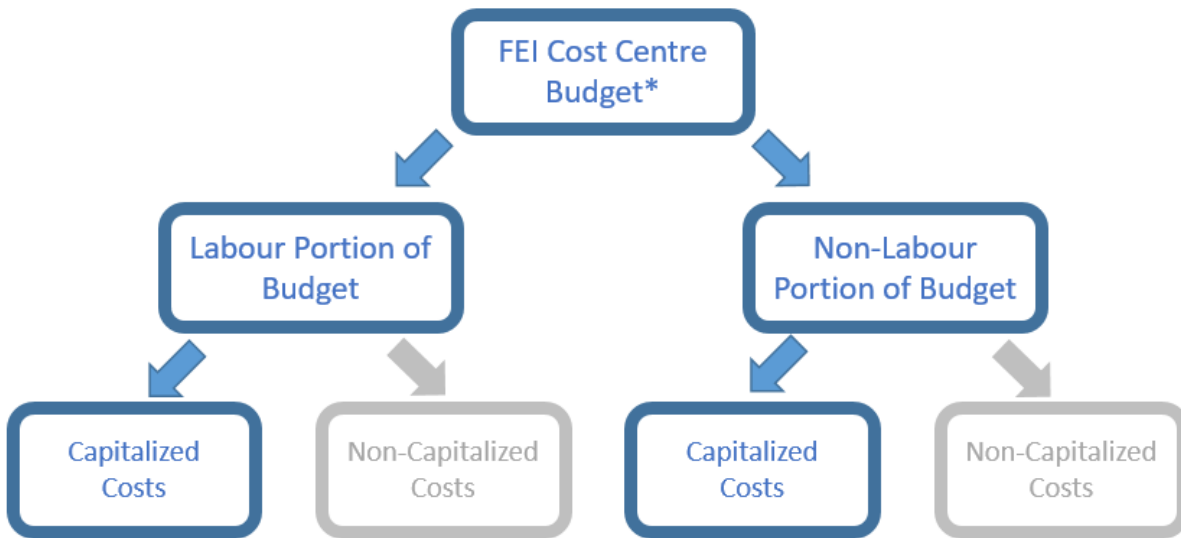 FEI Cost Centre
Budget*
Labour Portion of
Budget
Non-Labour
Portion of Budget
Capitalized
Costs
Non-Capitalized
Costs
Capitalized
Costs
Non-Capitalized
Costs